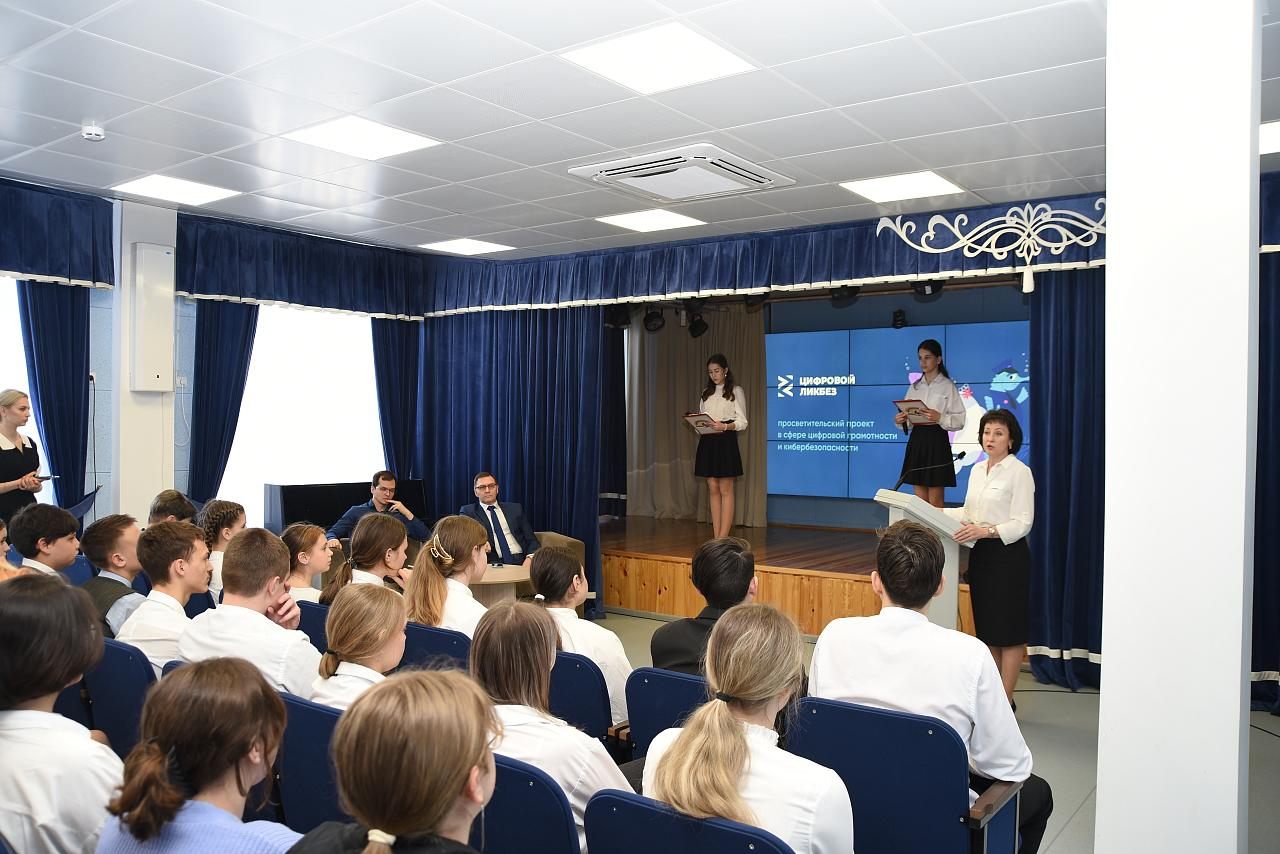 ЦИФРОВОЙ
ЛИКБЕЗ
просветительский проект
в сфере цифровой грамотности
и кибербезопасности